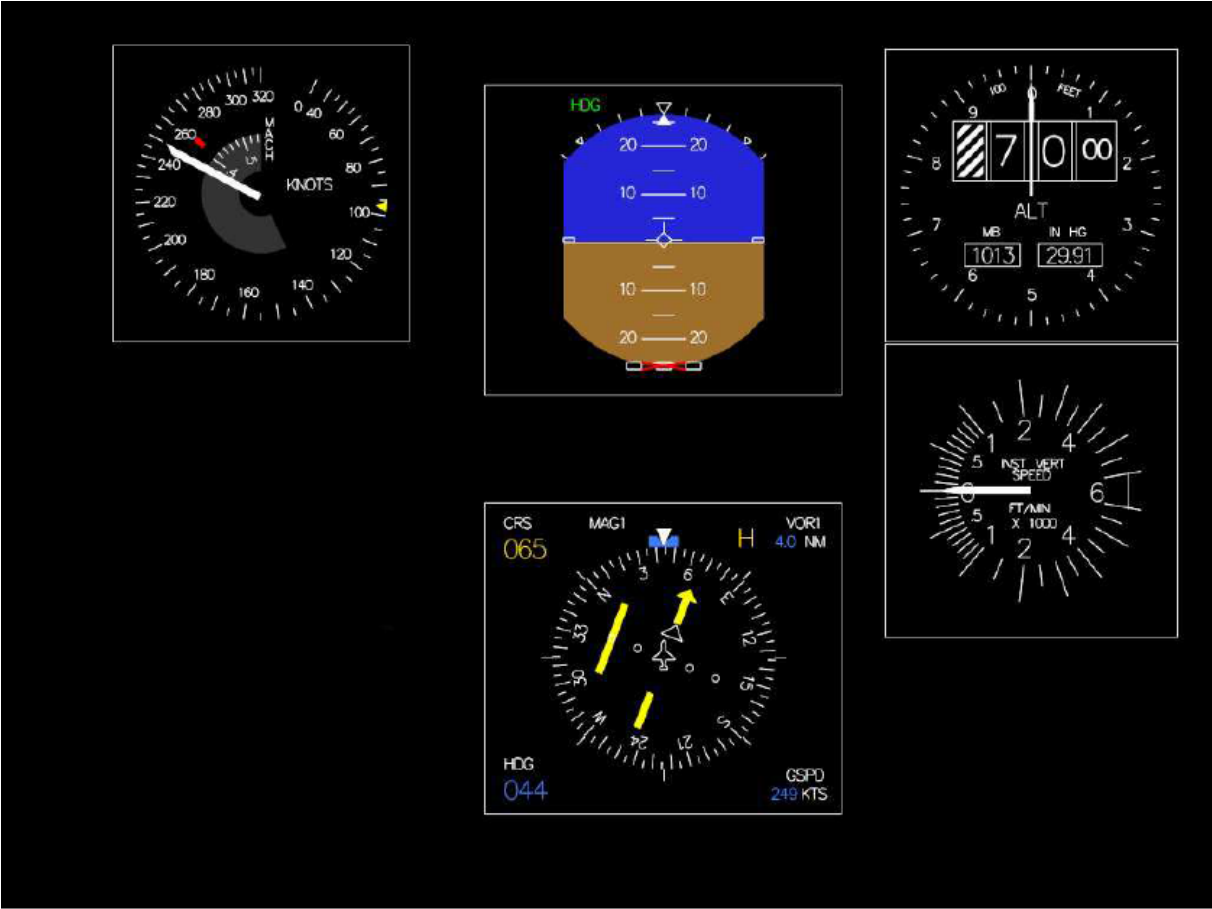 320
300
280
260
240
220
200
180
160
140
120
100
80
60
40
0
MACH
.5
.4
KNOTS
HDG
20 20
10 10
10 10
20 20
100 FEET
0
9 1
8 7 0 00 2
ALT
7 3
MB IN HG
1013 29.91
6 4
5
2
1 4
.5 INST VERT
SPEED
0 6
.5 FT/MIN
X 1000
1 4
2
CRS MAG1 VOR1
065 H 4.0 NM
3 6
N E
33 12
30 15
W S
24 21
HDG GSPD
044 249 KTS